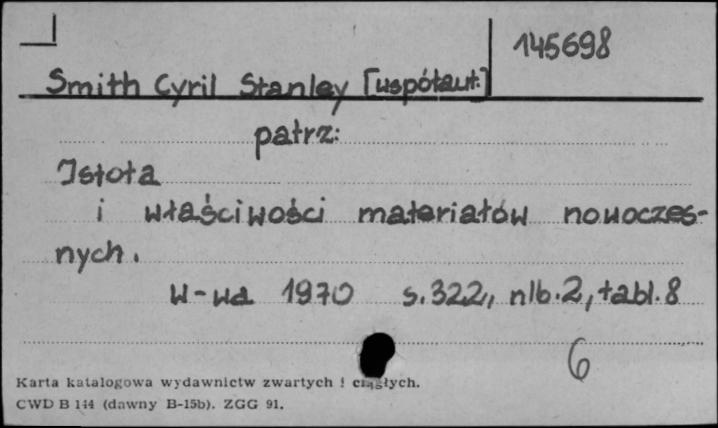 145698
Smith Cyril Stanley [współaut.]
patrz:
Istota
i właściwości materiałów nowoczes-
nych.
W-wa 1970 s.322, nlb.2, tabl.8
6
Karta katalogowa wydawnictw zwartych i ciągłych.
CWD B 144 (dawny B-15b). ZGG 91.